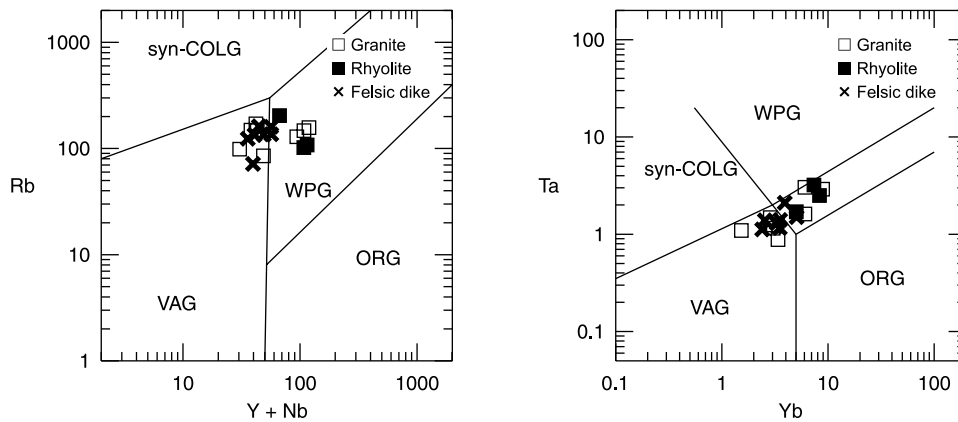 1000
100
10
1
Rb
10
100
1000
Y + Nb
syn-COLG
WPG
ORG
VAG
Granite
Rhyolite
Felsic dike
100
10
1
0.1
Ta
0.1
1
10
100
Yb
WPG
syn-COLG
VAG
ORG
Granite
Rhyolite
Felsic dike